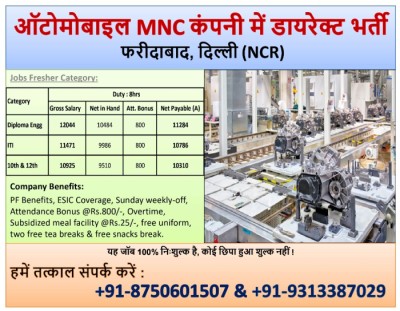 ऑटोमोबाइल MNC कंपनी में डायरेक्ट भर्ती
फरीदाबाद, दिल्ली (NCR)
Jobs Fresher Category:
Category Duty : 8hrs
Gross Salary Net in Hand Att. Bonus Net Payable (A)
Diploma Engg 12044 10484 800 11284
ITI 11471 9986 800 10786
10th & 12th 10925 9510 800 10310
Company Benefits:
PF Benefits, ESIC Coverage, Sunday weekly-off,
Attendance Bonus @Rs.800/-, Overtime,
Subsidized meal facility @Rs.25/-, free uniform,
two free tea breaks & free snacks break.
यह जॉब 100% निःशुल्क है, कोई छिपा हुआ शुल्क नहीं !
हमें तत्काल संपर्क करें :
+91-8750601507 & +91-9313387029